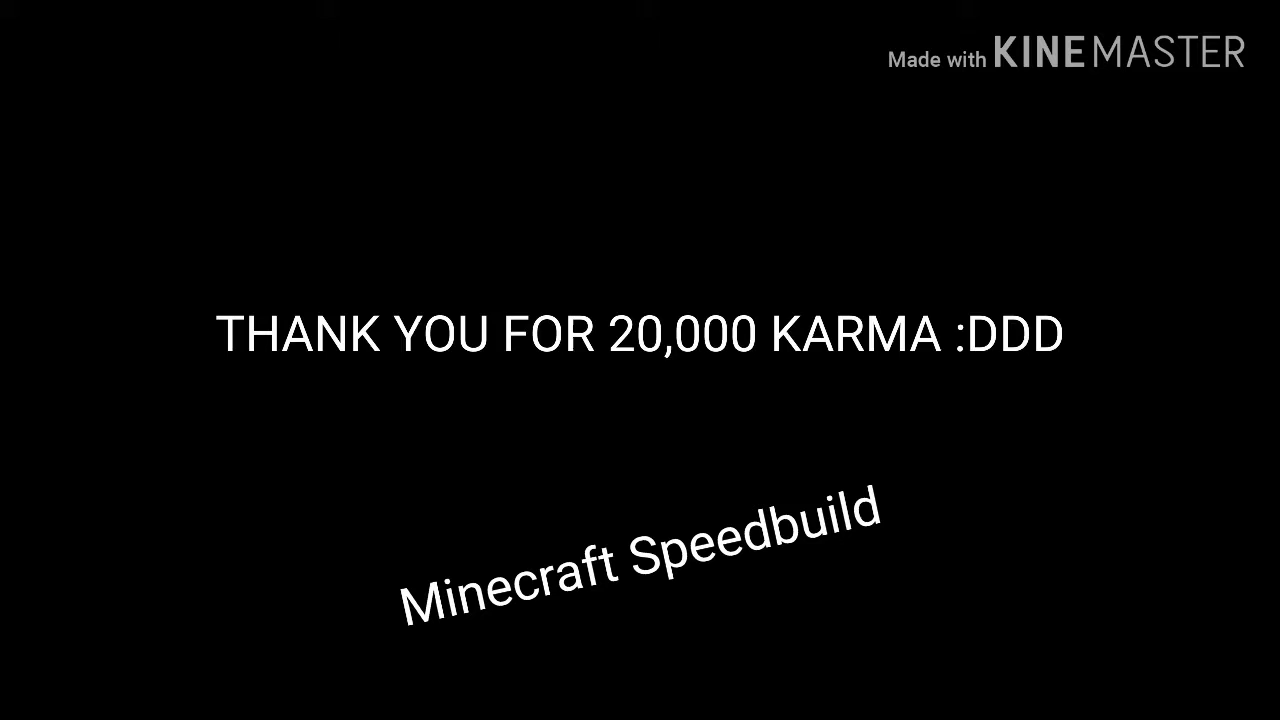 Made with KINEMASTER
THANK YOU FOR 20,000 KARMA :DDD
Minecraft Speedbuild